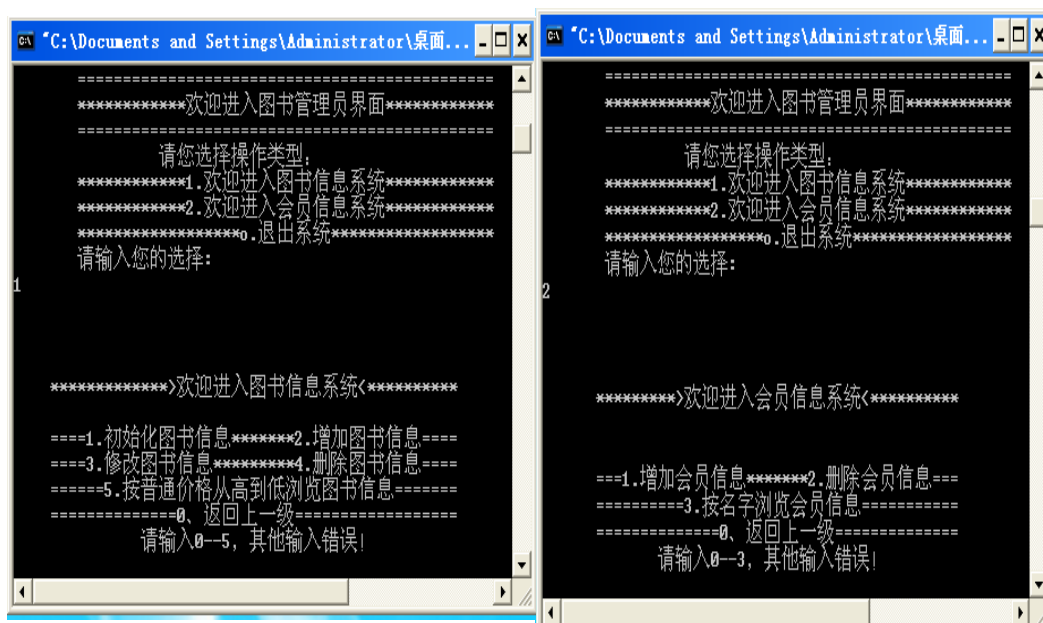 "C:\Documents and Settings\Administrator\桌面...
==============================================
************欢迎进入图书管理员界面************
==============================================
请您选择操作类型:
************1.欢迎进入图书信息系统************
************2.欢迎进入会员信息系统************
******************o.退出系统******************
请输入您的选择:
1
*************>欢迎进入图书信息系统<**********
====1.初始化图书信息*******2.增加图书信息====
====3.修改图书信息*********4.删除图书信息====
======5.按普通价格从高到低浏览图书信息=======
==============0、返回上一级==================
请输入0--5, 其他输入错误!
"C:\Documents and Settings\Administrator\桌面...
==============================================
************欢迎进入图书管理员界面************
==============================================
请您选择操作类型:
************1.欢迎进入图书信息系统************
************2.欢迎进入会员信息系统************
******************o.退出系统******************
请输入您的选择:
2
*********>欢迎进入会员信息系统<**********
===1.增加会员信息*******2.删除会员信息===
==========3.按名字浏览会员信息===========
==============0、返回上一级==============
请输入0--3, 其他输入错误!